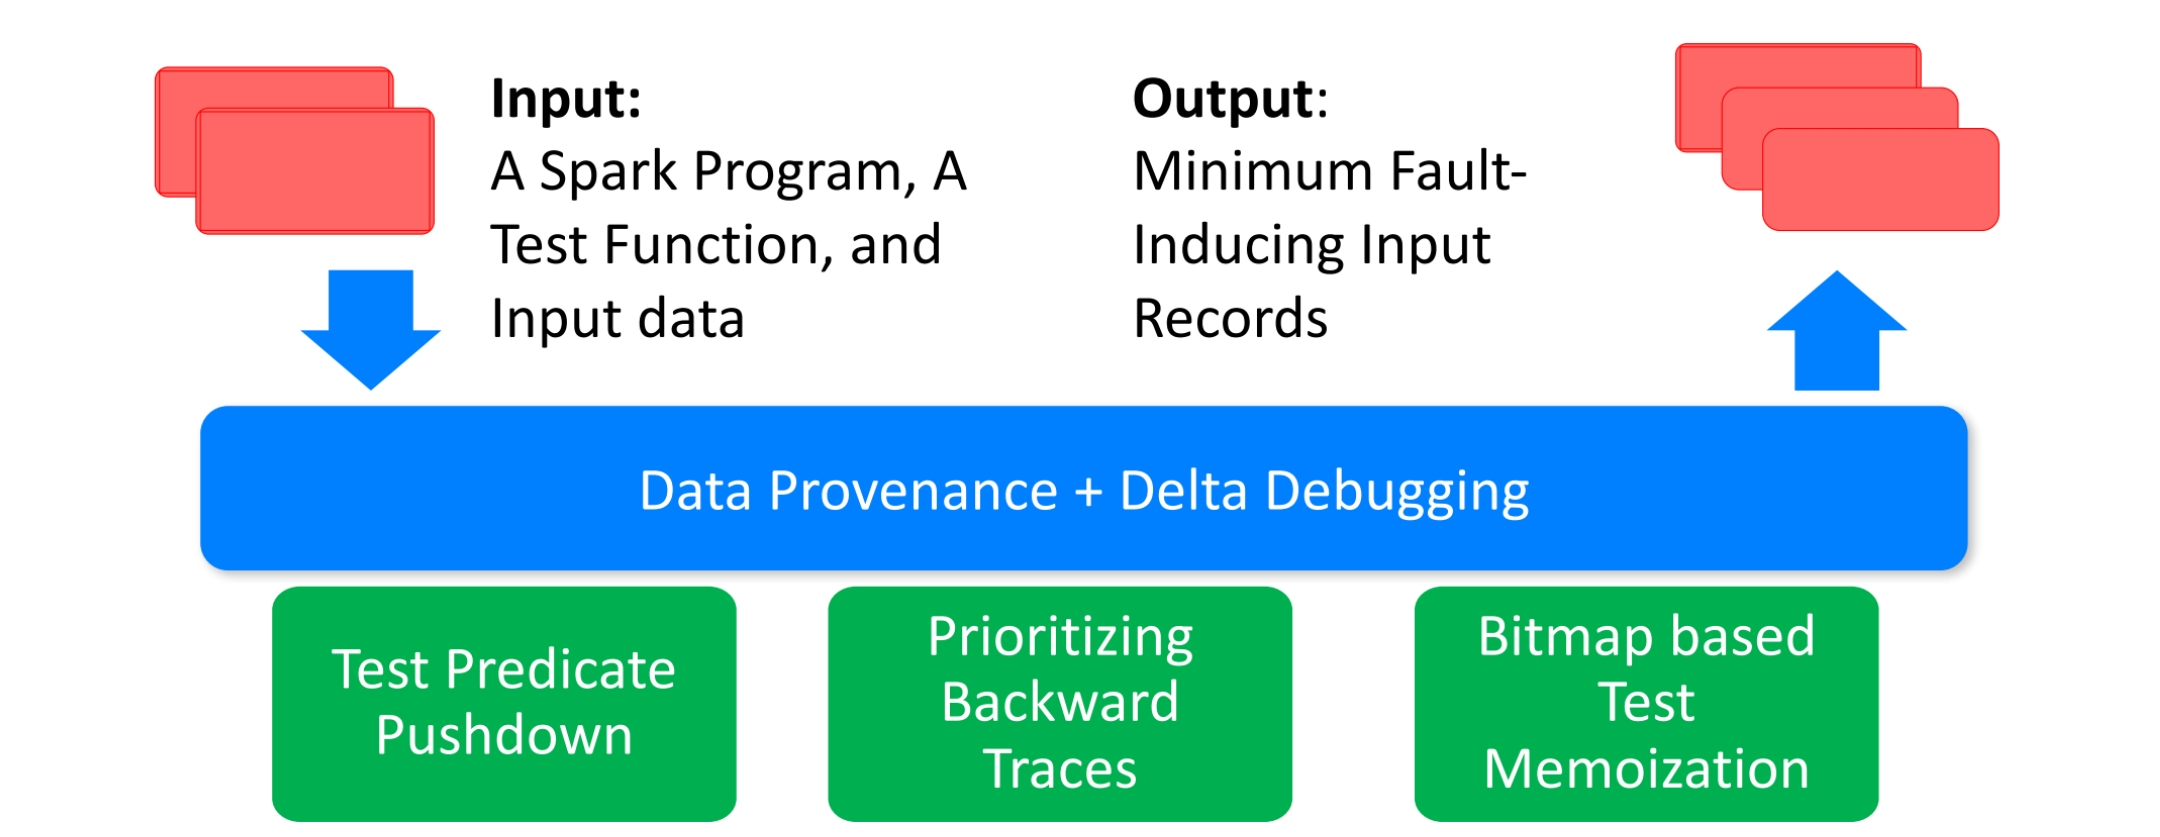 Input:
A Spark Program, A
Test Function, and
Input data
Output:
Minimum Fault-
Inducing Input
Records
Data Provenance + Delta Debugging
Test Predicate
Pushdown
Prioritizing
Backward
Traces
Bitmap based
Test
Memoization